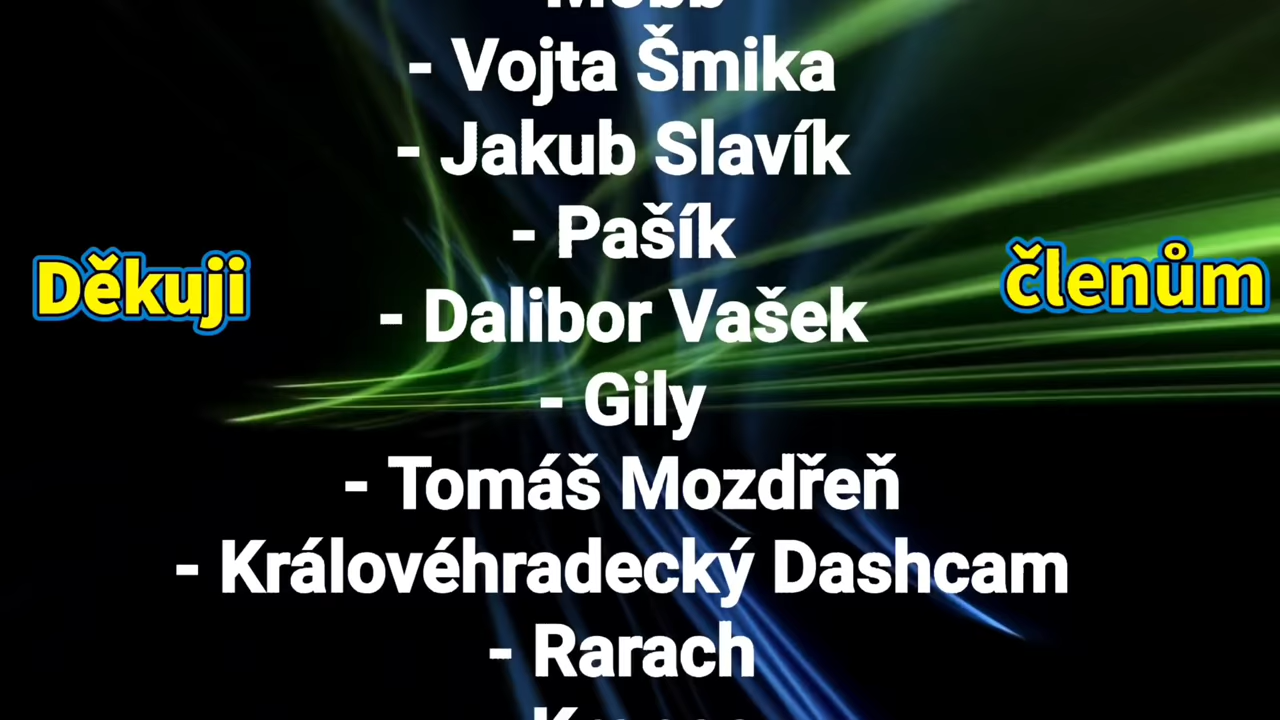 - Vojta Šmika
- Jakub Slavík
- Pašík
Děkuji
členům
- Dalibor Vašek
- Gily
- Tomáš Mozdřeň
- Královéhradecký Dashcam
- Rarach